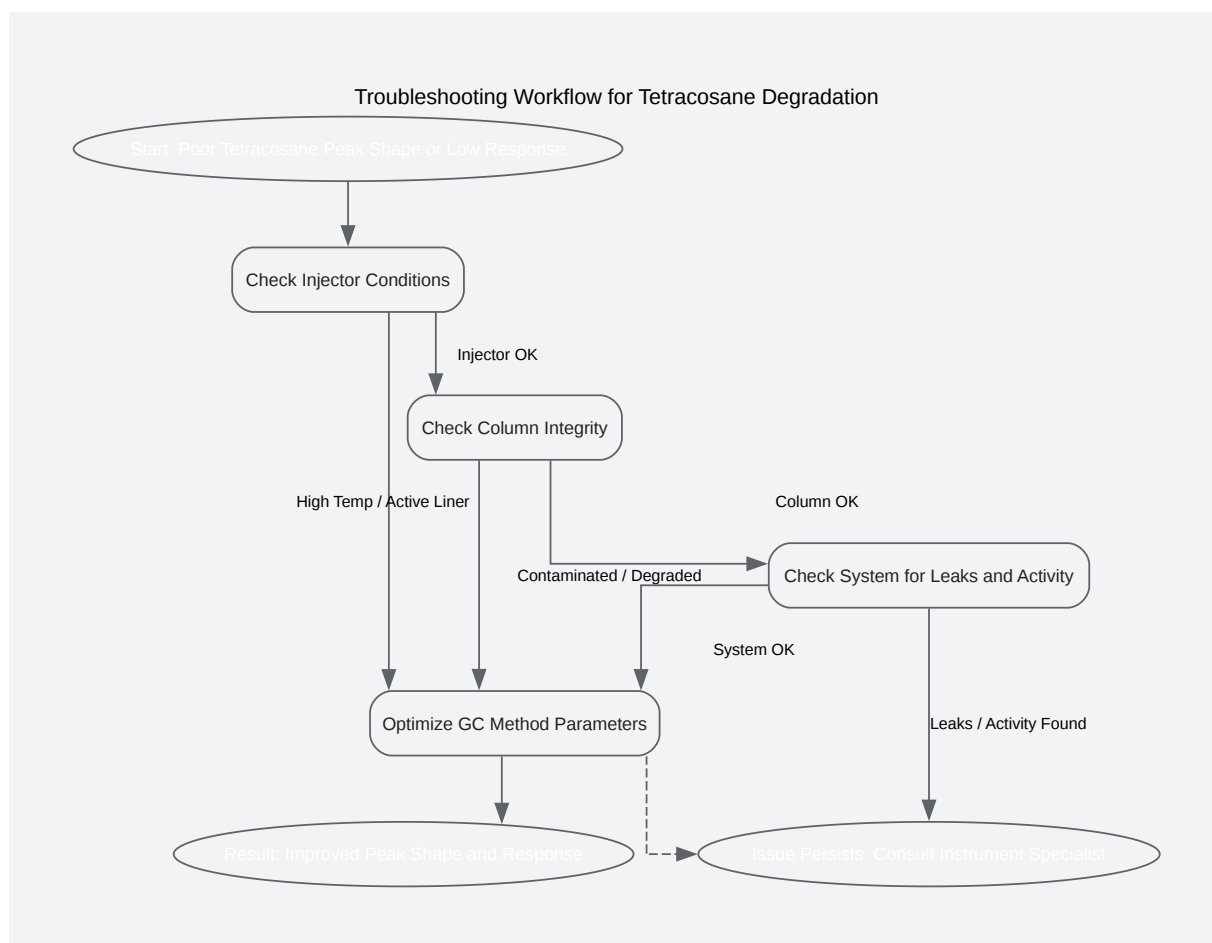 Troubleshooting Workflow for Tetracosane Degradation
Start: Poor Tetracosane Peak Shape or Low Response
Check Injector Conditions
Injector OK
Check Column Integrity
High Temp / Active Liner
Column OK
Contaminated / Degraded
Check System for Leaks and Activity
System OK
Optimize GC Method Parameters
Leaks / Activity Found
Result: Improved Peak Shape and Response
Issue Persists: Consult Instrument Specialist